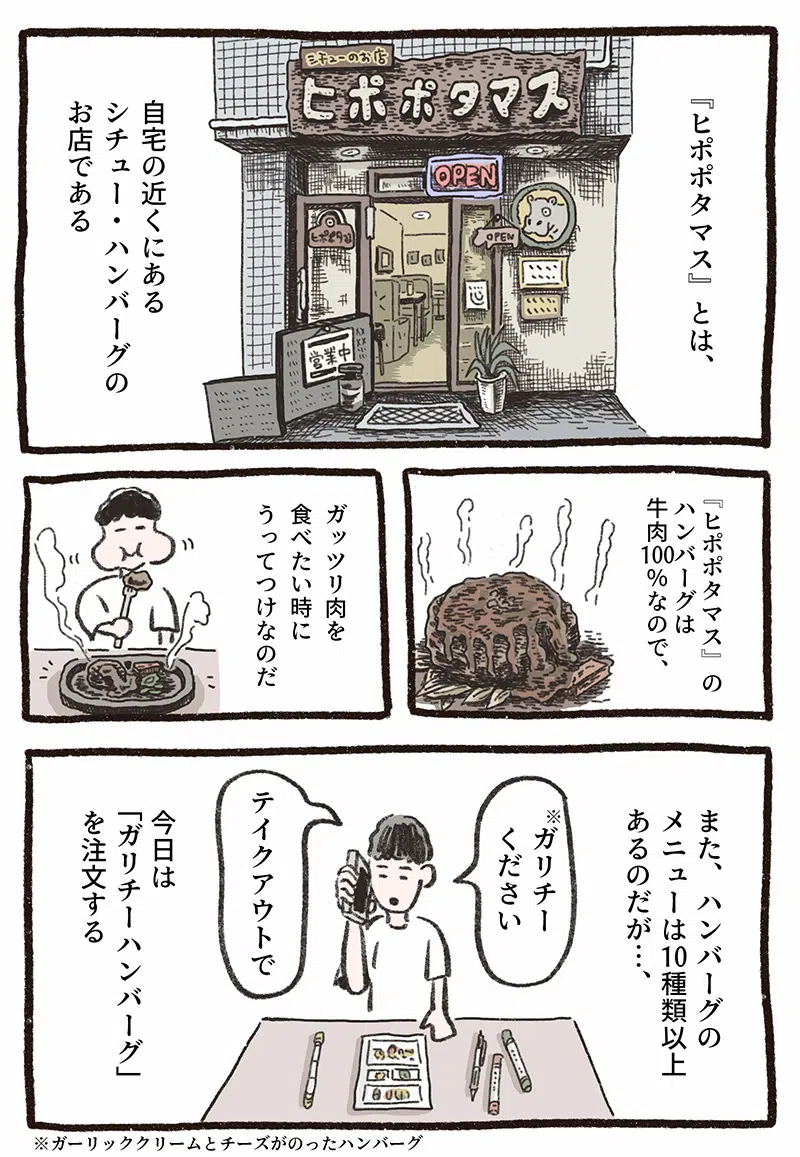 『ヒポポタマス』とは、
シチューのお店
ヒポポタマス
OPEN
OPEN
ヒポポタ
営業中
自宅の近くにある
シチュー・ハンバーグの
お店である
『ヒポポタマス』の
ハンバーグは
牛肉100%なので、
ガッツリ肉を
食べたい時に
うってつけなのだ
また、ハンバーグの
メニューは10種類以上
あるのだが…、
※ガリチー
ください
テイクアウトで
今日は
「ガリチーハンバーグ」
を注文する
※ガーリッククリームとチーズがのったハンバーグ